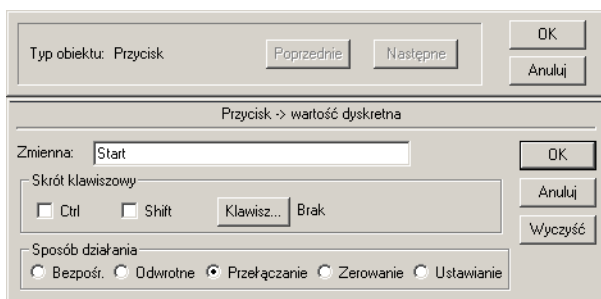 OK
Typ obiektu: Przycisk
Poprzednie
Następne
Anuluj
Przycisk -> wartość dyskretna
Zmienna: Start
OK
Skrót klawiszowy
Ctrl
Shift
Klawisz...
Brak
Anuluj
Wyczyść
Sposób działania
Bezpośr. Odwrotne Przełączanie Zerowanie Ustawianie